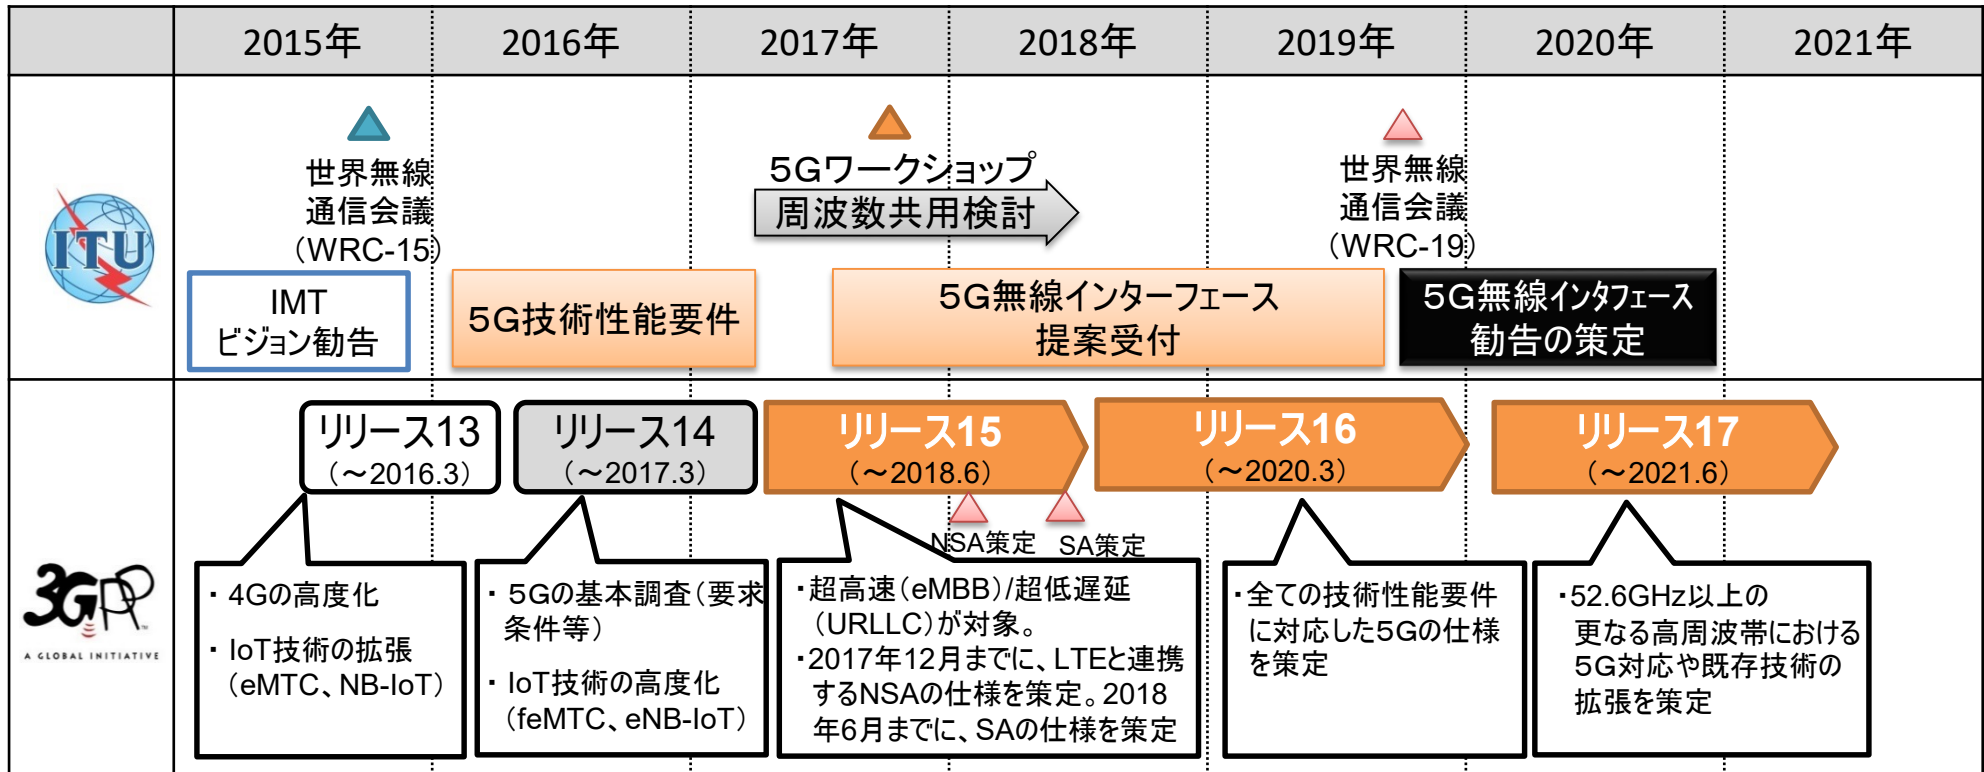 2015年
2016年
2017年
2018年
2019年
2020年
2021年
ITU
世界無線
通信会議
(WRC-15)
5Gワークショップ
周波数共用検討
世界無線
通信会議
(WRC-19)
IMT
ビジョン勧告
5G技術性能要件
5G無線インターフェース
提案受付
5G無線インタフェース
勧告の策定
3GPP
TM
A GLOBAL INITIATIVE
リリース13
(~2016.3)
リリース14
(~2017.3)
リリース15
(~2018.6)
リリース16
(~2020.3)
リリース17
(~2021.6)
NSA策定
SA策定
・ 4Gの高度化
・ IoT技術の拡張
(eMTC、NB-IoT)
・ 5Gの基本調査(要求
条件等)
・ IoT技術の高度化
(feMTC、eNB-IoT)
・超高速(eMBB)/超低遅延
(URLLC)が対象。
・2017年12月までに、LTEと連携
するNSAの仕様を策定。2018
年6月までに、SAの仕様を策定
・全ての技術性能要件
に対応した5Gの仕様
を策定
・52.6GHz以上の
更なる高周波帯における
5G対応や既存技術の
拡張を策定